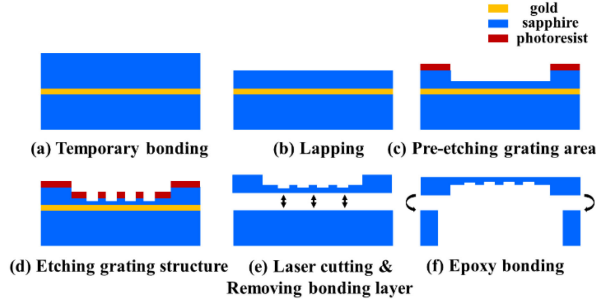 gold
sapphire
photoresist
(a) Temporary bonding
(b) Lapping
(c) Pre-etching grating area
(d) Etching grating structure
(e) Laser cutting &
Removing bonding layer
(f) Epoxy bonding